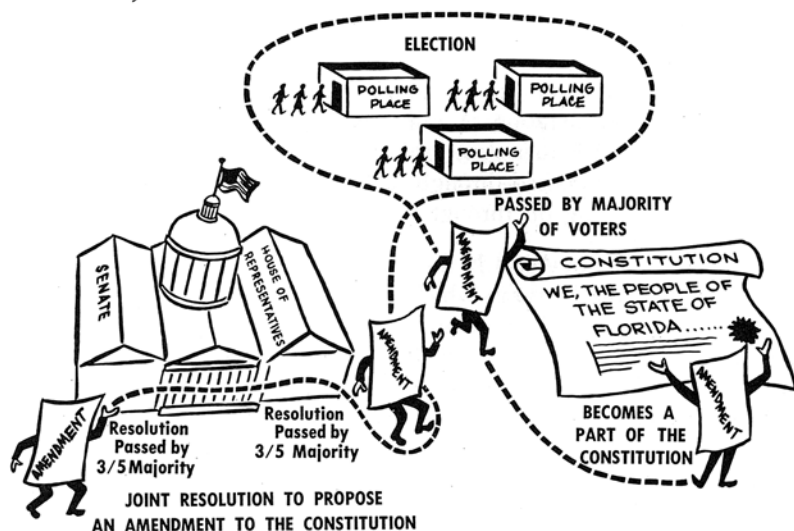 ELECTION
POLLING
PLACE
POLLING
PLACE
POLLING
PLACE
PASSED BY MAJORITY
OF VOTERS
SENATE
HOUSE OF
REPRESENTATIVES
AMENDMENT
CONSTITUTION
WE, THE PEOPLE OF
THE STATE OF
FLORIDA......
AMENDMENT
AMENDMENT
AMENDMENT
Resolution
Passed by
3/5 Majority
Resolution
Passed by
3/5 Majority
BECOMES A
PART OF THE
CONSTITUTION
JOINT RESOLUTION TO PROPOSE
AN AMENDMENT TO THE CONSTITUTION